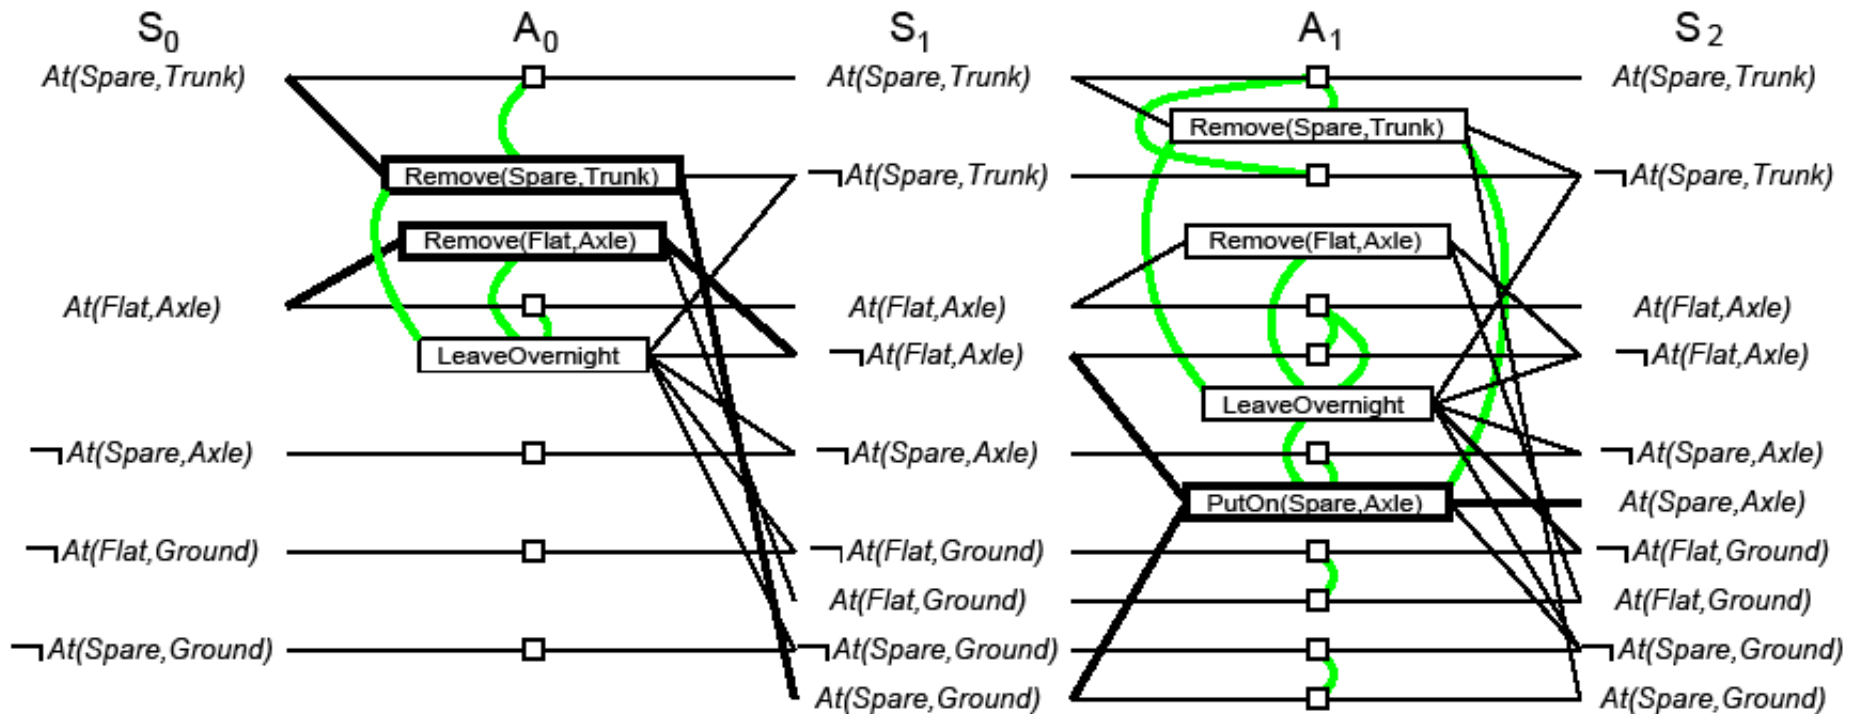 S0 A0 S1 A1 S2
At(Spare,Trunk) At(Spare,Trunk) At(Spare,Trunk)
Remove(Spare,Trunk)
Remove(Spare,Trunk) ¬At(Spare,Trunk) ¬At(Spare,Trunk)
Remove(Flat,Axle) Remove(Flat,Axle)
At(Flat,Axle) At(Flat,Axle) At(Flat,Axle)
LeaveOvernight ¬At(Flat,Axle) ¬At(Flat,Axle)
LeaveOvernight
¬At(Spare,Axle) ¬At(Spare,Axle) ¬At(Spare,Axle)
PutOn(Spare,Axle) At(Spare,Axle)
¬At(Flat,Ground) ¬At(Flat,Ground) ¬At(Flat,Ground)
At(Flat,Ground) At(Flat,Ground)
¬At(Spare,Ground) ¬At(Spare,Ground) ¬At(Spare,Ground)
At(Spare,Ground) At(Spare,Ground)